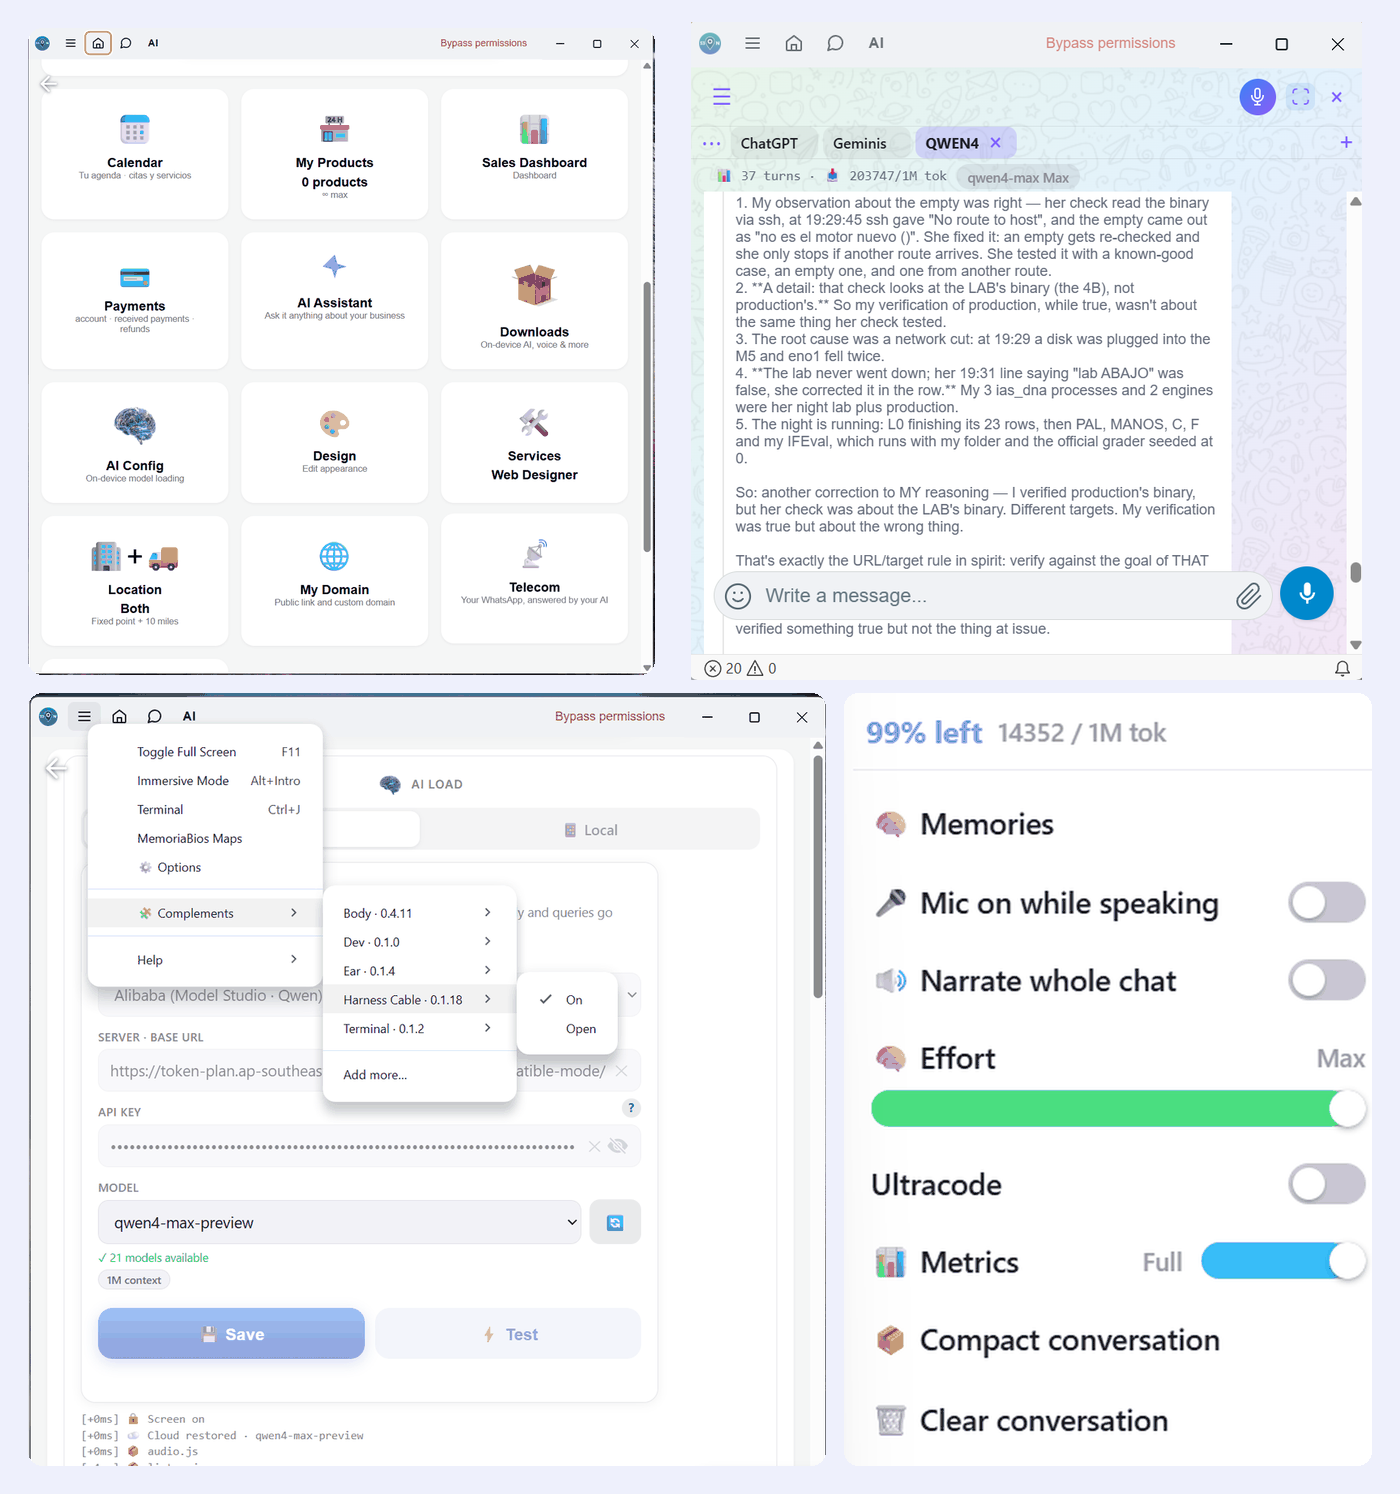 AI
Bypass permissions
Calendar
Tu agenda · citas y servicios
24 H
My Products
0 products
∞ max
Sales Dashboard
Dashboard
Payments
account · received payments ·
refunds
AI Assistant
Ask it anything about your business
Downloads
On-device AI, voice & more
AI Config
On-device model loading
Design
Edit appearance
Services
Web Designer
+
Location
Both
Fixed point + 10 miles
My Domain
Public link and custom domain
Telecom
Your WhatsApp, answered by your AI
AI
Bypass permissions
ChatGPT
Geminis
QWEN4
37 turns · 203747/1M tok
qwen4-max Max
1. My observation about the empty was right — her check read the binary
via ssh, at 19:29:45 ssh gave "No route to host", and the empty came out
as "no es el motor nuevo ()". She fixed it: an empty gets re-checked and
she only stops if another route arrives. She tested it with a known-good
case, an empty one, and one from another route.
2. **A detail: that check looks at the LAB's binary (the 4B), not
production's.** So my verification of production, while true, wasn't about
the same thing her check tested.
3. The root cause was a network cut: at 19:29 a disk was plugged into the
M5 and eno1 fell twice.
4. **The lab never went down; her 19:31 line saying "lab ABAJO" was
false, she corrected it in the row.** My 3 ias_dna processes and 2 engines
were her night lab plus production.
5. The night is running: L0 finishing its 23 rows, then PAL, MANOS, C, F
and my IFEval, which runs with my folder and the official grader seeded at
0.
So: another correction to MY reasoning — I verified production's binary,
but her check was about the LAB's binary. Different targets. My verification
was true but about the wrong thing.
That's exactly the URL/target rule in spirit: verify against the goal of THAT
Write a message...
verified something true but not the thing at issue.
20
0
AI
Bypass permissions
Toggle Full Screen F11
Immersive Mode Alt+Intro
Terminal Ctrl+J
MemoriaBios Maps
Options
Complements
Help
Body · 0.4.11
Dev · 0.1.0
Ear · 0.1.4
Harness Cable · 0.1.18
Terminal · 0.1.2
Add more...
On
Open
AI LOAD
Local
y and queries go
Alibaba (Model Studio · Qwen)
SERVER · BASE URL
https://token-plan.ap-southeas
atible-mode/
API KEY
?
MODEL
qwen4-max-preview
✓ 21 models available
1M context
Save
Test
[+0ms] Screen on
[+0ms] Cloud restored · qwen4-max-preview
[+0ms] audio.js
99% left 14352 / 1M tok
Memories
Mic on while speaking
Narrate whole chat
Effort Max
Ultracode
Metrics Full
Compact conversation
Clear conversation